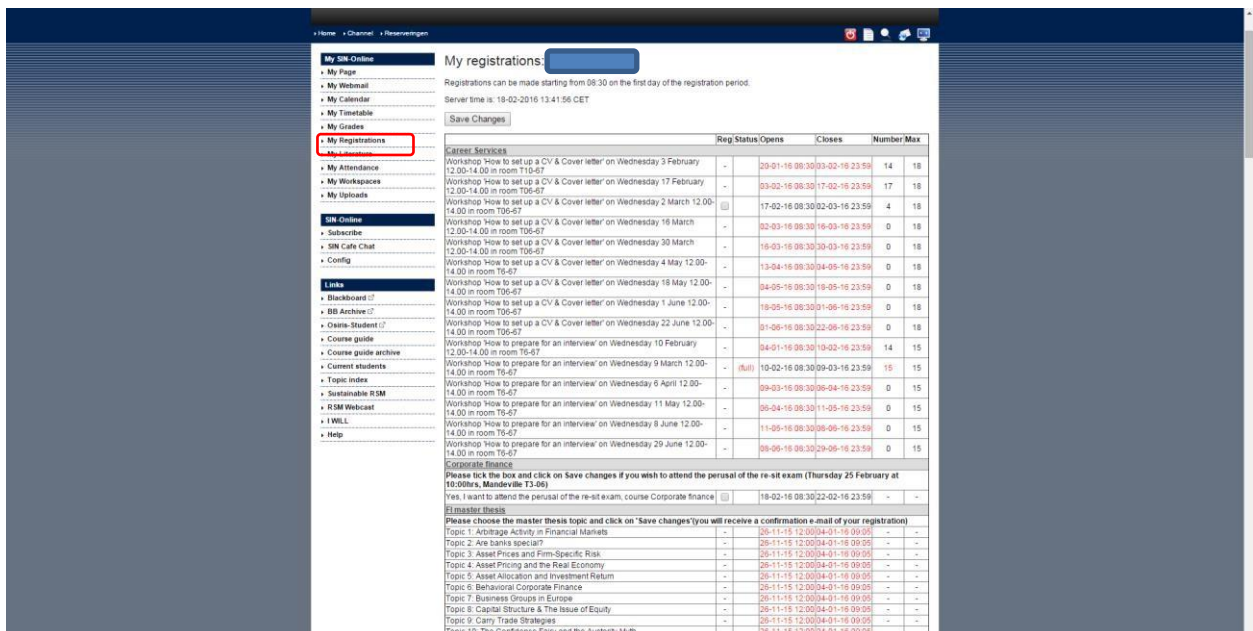 Home Channel Reserveringen
My SIN-Online
My Page
My Webmail
My Calendar
My Timetable
My Grades
My Registrations
My Literature
My Attendance
My Workspaces
My Uploads
SIN-Online
Subscribe
SIN Cafe Chat
Config
Links
Blackboard
BB Archive
Osiris-Student
Course guide
Course guide archive
Current students
Topic index
Sustainable RSM
RSM Webcast
I WILL
Help
My registrations:
Registrations can be made starting from 08:30 on the first day of the registration period.
Server time is: 18-02-2016 13:41:56 CET
Save Changes
Reg Status Opens Closes Number Max
Career Services
Workshop 'How to set up a CV & Cover letter' on Wednesday 3 February
12.00-14.00 in room T10-67 - 20-01-16 08:30 03-02-16 23:59 14 18
Workshop 'How to set up a CV & Cover letter' on Wednesday 17 February
12.00-14.00 in room T06-67 - 03-02-16 08:30 17-02-16 23:59 17 18
Workshop 'How to set up a CV & Cover letter' on Wednesday 2 March 12.00-
14.00 in room T06-67 17-02-16 08:30 02-03-16 23:59 4 18
Workshop 'How to set up a CV & Cover letter' on Wednesday 16 March
12.00-14.00 in room T06-67 - 02-03-16 08:30 16-03-16 23:59 0 18
Workshop 'How to set up a CV & Cover letter' on Wednesday 30 March
12.00-14.00 in room T06-67 - 16-03-16 08:30 30-03-16 23:59 0 18
Workshop 'How to set up a CV & Cover letter' on Wednesday 4 May 12.00-
14.00 in room T6-67 - 13-04-16 08:30 04-05-16 23:59 0 18
Workshop 'How to set up a CV & Cover letter' on Wednesday 18 May 12.00-
14.00 in room T06-67 - 04-05-16 08:30 18-05-16 23:59 0 18
Workshop 'How to set up a CV & Cover letter' on Wednesday 1 June 12.00-
14.00 in room T06-67 - 18-05-16 08:30 01-06-16 23:59 0 18
Workshop 'How to set up a CV & Cover letter' on Wednesday 22 June 12.00-
14.00 in room T06-67 - 01-06-16 08:30 22-06-16 23:59 0 18
Workshop 'How to prepare for an interview' on Wednesday 10 February
12.00-14.00 in room T6-67 - 04-01-16 08:30 10-02-16 23:59 14 15
Workshop 'How to prepare for an interview' on Wednesday 9 March 12.00-
14.00 in room T6-67 - (full) 10-02-16 08:30 09-03-16 23:59 15 15
Workshop 'How to prepare for an interview' on Wednesday 6 April 12.00-
14.00 in room T6-67 - 09-03-16 08:30 06-04-16 23:59 0 15
Workshop 'How to prepare for an interview' on Wednesday 11 May 12.00-
14.00 in room T6-67 - 06-04-16 08:30 11-05-16 23:59 0 15
Workshop 'How to prepare for an interview' on Wednesday 8 June 12.00-
14.00 in room T6-67 - 11-05-16 08:30 08-06-16 23:59 0 15
Workshop 'How to prepare for an interview' on Wednesday 29 June 12.00-
14.00 in room T6-67 - 08-06-16 08:30 29-06-16 23:59 0 15
Corporate finance
Please tick the box and click on Save changes if you wish to attend the perusal of the re-sit exam (Thursday 25 February at
10:00hrs, Mandeville T3-06)
Yes, I want to attend the perusal of the re-sit exam, course Corporate finance 18-02-16 08:30 22-02-16 23:59 - -
FI master thesis
Please choose the master thesis topic and click on 'Save changes'(you will receive a confirmation e-mail of your registration)
Topic 1: Arbitrage Activity in Financial Markets - 26-11-15 12:00 04-01-16 09:05 - -
Topic 2: Are banks special? - 26-11-15 12:00 04-01-16 09:05 - -
Topic 3: Asset Prices and Firm-Specific Risk - 26-11-15 12:00 04-01-16 09:05 - -
Topic 4: Asset Pricing and the Real Economy - 26-11-15 12:00 04-01-16 09:05 - -
Topic 5: Asset Allocation and Investment Return - 26-11-15 12:00 04-01-16 09:05 - -
Topic 6: Behavioral Corporate Finance - 26-11-15 12:00 04-01-16 09:05 - -
Topic 7: Business Groups in Europe - 26-11-15 12:00 04-01-16 09:05 - -
Topic 8: Capital Structure & The Issue of Equity - 26-11-15 12:00 04-01-16 09:05 - -
Topic 9: Carry Trade Strategies - 26-11-15 12:00 04-01-16 09:05 - -